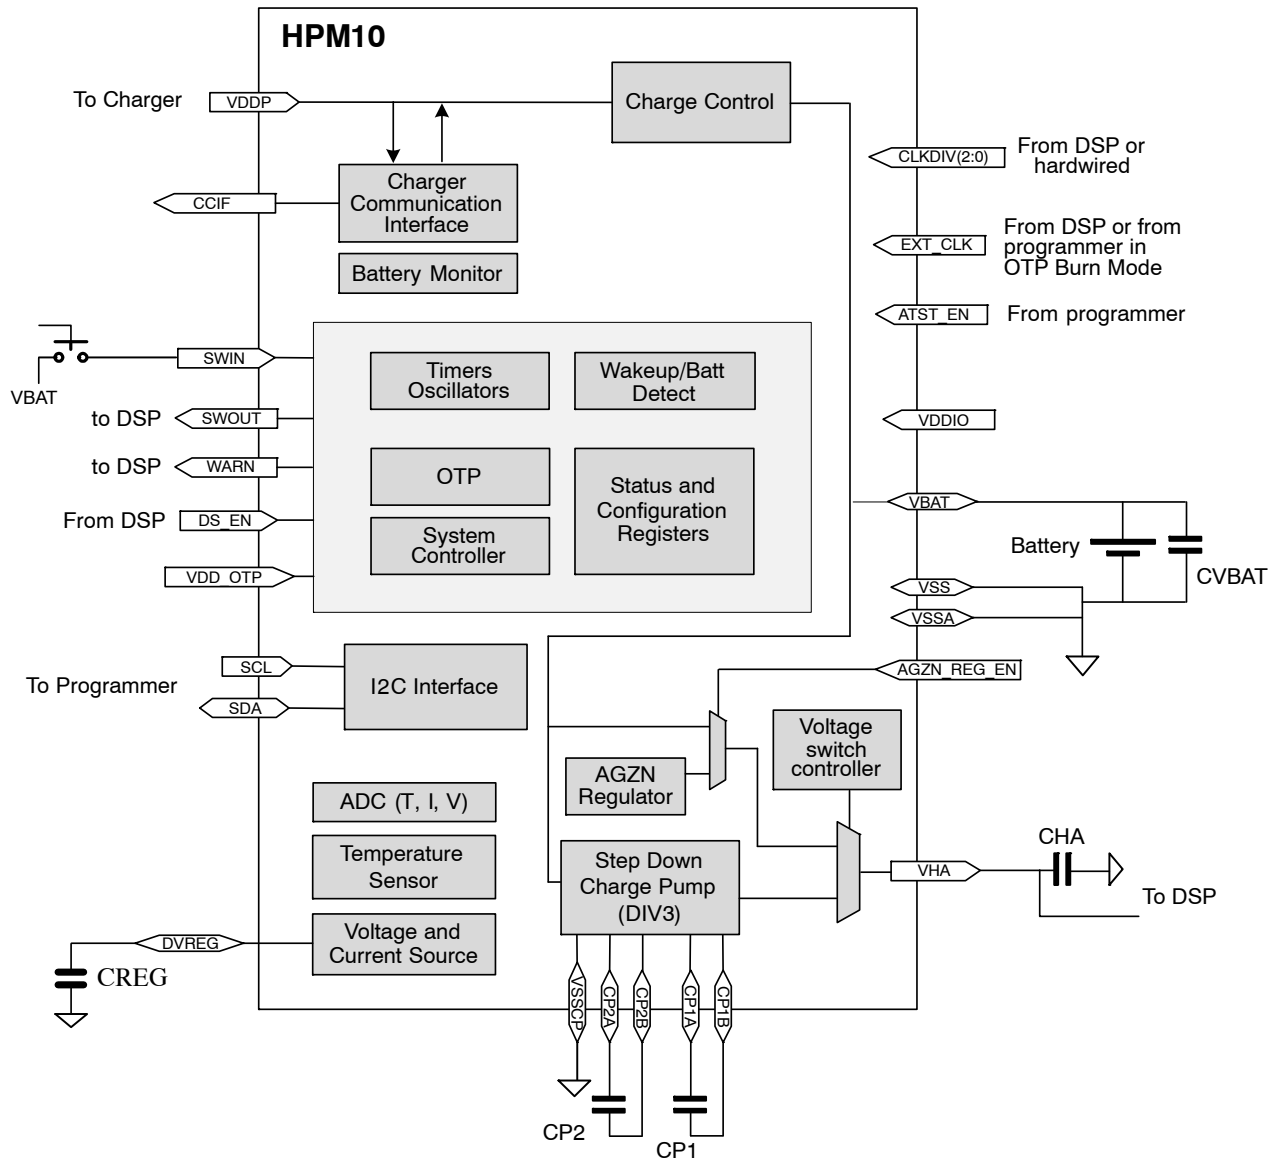 HPM10
To Charger
VDDP
Charge Control
CLKDIV(2:0)
From DSP or
hardwired
CCIF
Charger
Communication
Interface
Battery Monitor
EXT_CLK
From DSP or from
programmer in
OTP Burn Mode
ATST_EN
From programmer
VBAT
SWIN
Timers
Oscillators
Wakeup/Batt
Detect
to DSP
SWOUT
VDDIO
to DSP
WARN
OTP
Status and
Configuration
Registers
VBAT
From DSP
DS_EN
System
Controller
Battery
CVBAT
VDD_OTP
VSS
VSSA
To Programmer
SCL
SDA
I2C Interface
AGZN_REG_EN
Voltage
switch
controller
AGZN
Regulator
ADC (T, I, V)
Temperature
Sensor
Step Down
Charge Pump
(DIV3)
VHA
CHA
To DSP
Voltage and
Current Source
DVREG
CREG
VSSCP
CP2A
CP2B
CP1A
CP1B
CP2
CP1